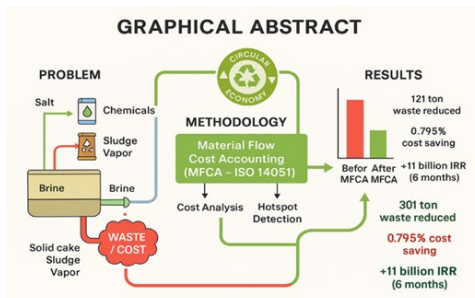 GRAPHICAL ABSTRACT
PROBLEM
Salt
Chemicals
Sludge
Vapor
Brine
Brine
Solid cake
Sludge
Vapor
WASTE
/ COST
CIRCULAR
ECONOMY
METHODOLOGY
Material Flow
Cost Accounting
(MFCA – ISO 14051)
Cost Analysis
Hotspot
Detection
RESULTS
121 ton
waste reduced
0.795%
cost saving
+11 billion IRR
(6 months)
Befor After
MFCA MFCA
301 ton
waste reduced
0.795% cost
saving
+11 billion IRR
(6 months)